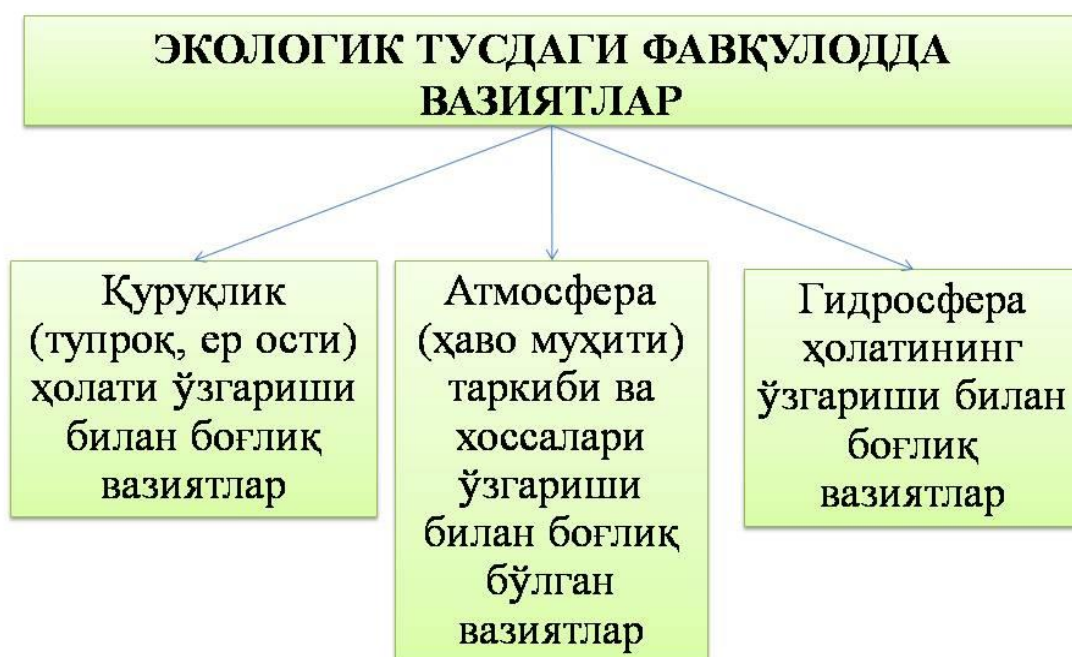 ЭКОЛОГИК ТУСДАГИ ФАВҚУЛОДДА
ВАЗИЯТЛАР
Қуруқлик
(тупроқ, ер ости)
ҳолати ўзгариши
билан боғлиқ
вазиятлар
Атмосфера
(ҳаво муҳити)
таркиби ва
хоссалари
ўзгариши
билан боғлиқ
бўлган
вазиятлар
Гидросфера
ҳолатининг
ўзгариши билан
боғлиқ
вазиятлар